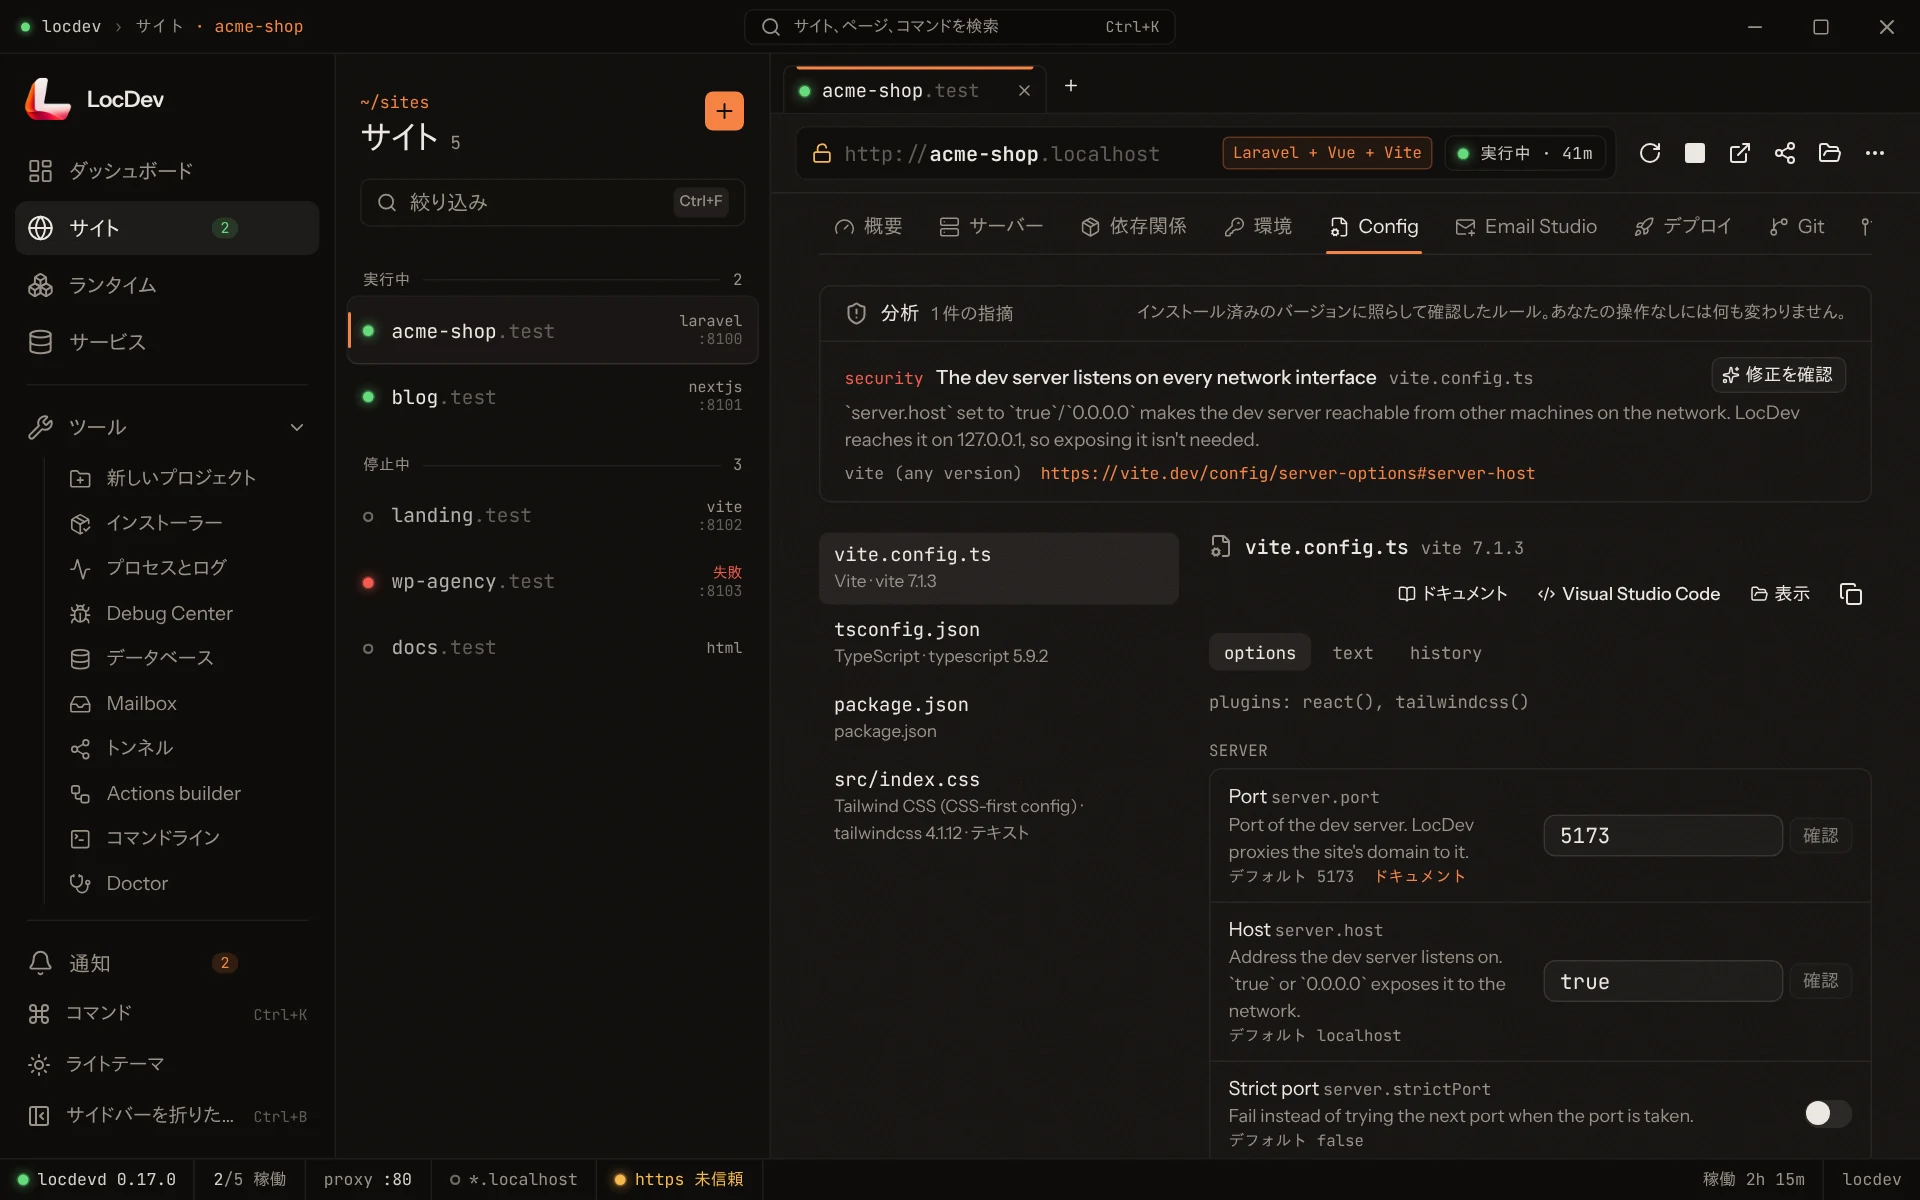 locdev › サイト · acme-shop
サイト、ページ、コマンドを検索 Ctrl+K
LocDev
ダッシュボード
サイト 2
ランタイム
サービス
ツール
新しいプロジェクト
インストーラー
プロセスとログ
Debug Center
データベース
Mailbox
トンネル
Actions builder
コマンドライン
Doctor
通知 2
コマンド Ctrl+K
ライトテーマ
サイドバーを折りた… Ctrl+B
~/sites
サイト 5
絞り込み Ctrl+F
実行中 2
acme-shop.test laravel :8100
blog.test nextjs :8101
停止中 3
landing.test vite :8102
wp-agency.test 失敗 :8103
docs.test html
acme-shop.test
http://acme-shop.localhost Laravel + Vue + Vite 実行中 · 41m
概要 サーバー 依存関係 環境 Config Email Studio デプロイ Git
分析 1件の指摘 インストール済みのバージョンに照らして確認したルール。あなたの操作なしには何も変わりません。
security The dev server listens on every network interface vite.config.ts 修正を確認
`server.host` set to `true`/`0.0.0.0` makes the dev server reachable from other machines on the network. LocDev
reaches it on 127.0.0.1, so exposing it isn't needed.
vite (any version) https://vite.dev/config/server-options#server-host
vite.config.ts
Vite · vite 7.1.3
tsconfig.json
TypeScript · typescript 5.9.2
package.json
package.json
src/index.css
Tailwind CSS (CSS-first config) ·
tailwindcss 4.1.12 · テキスト
vite.config.ts vite 7.1.3
ドキュメント Visual Studio Code 表示
options text history
plugins: react(), tailwindcss()
SERVER
Port server.port
Port of the dev server. LocDev
proxies the site's domain to it.
デフォルト 5173 ドキュメント
5173 確認
Host server.host
Address the dev server listens on.
`true` or `0.0.0.0` exposes it to the
network.
デフォルト localhost
true 確認
Strict port server.strictPort
Fail instead of trying the next port when the port is taken.
デフォルト false
locdevd 0.17.0 2/5 稼働 proxy :80 *.localhost https 未信頼 稼働 2h 15m locdev